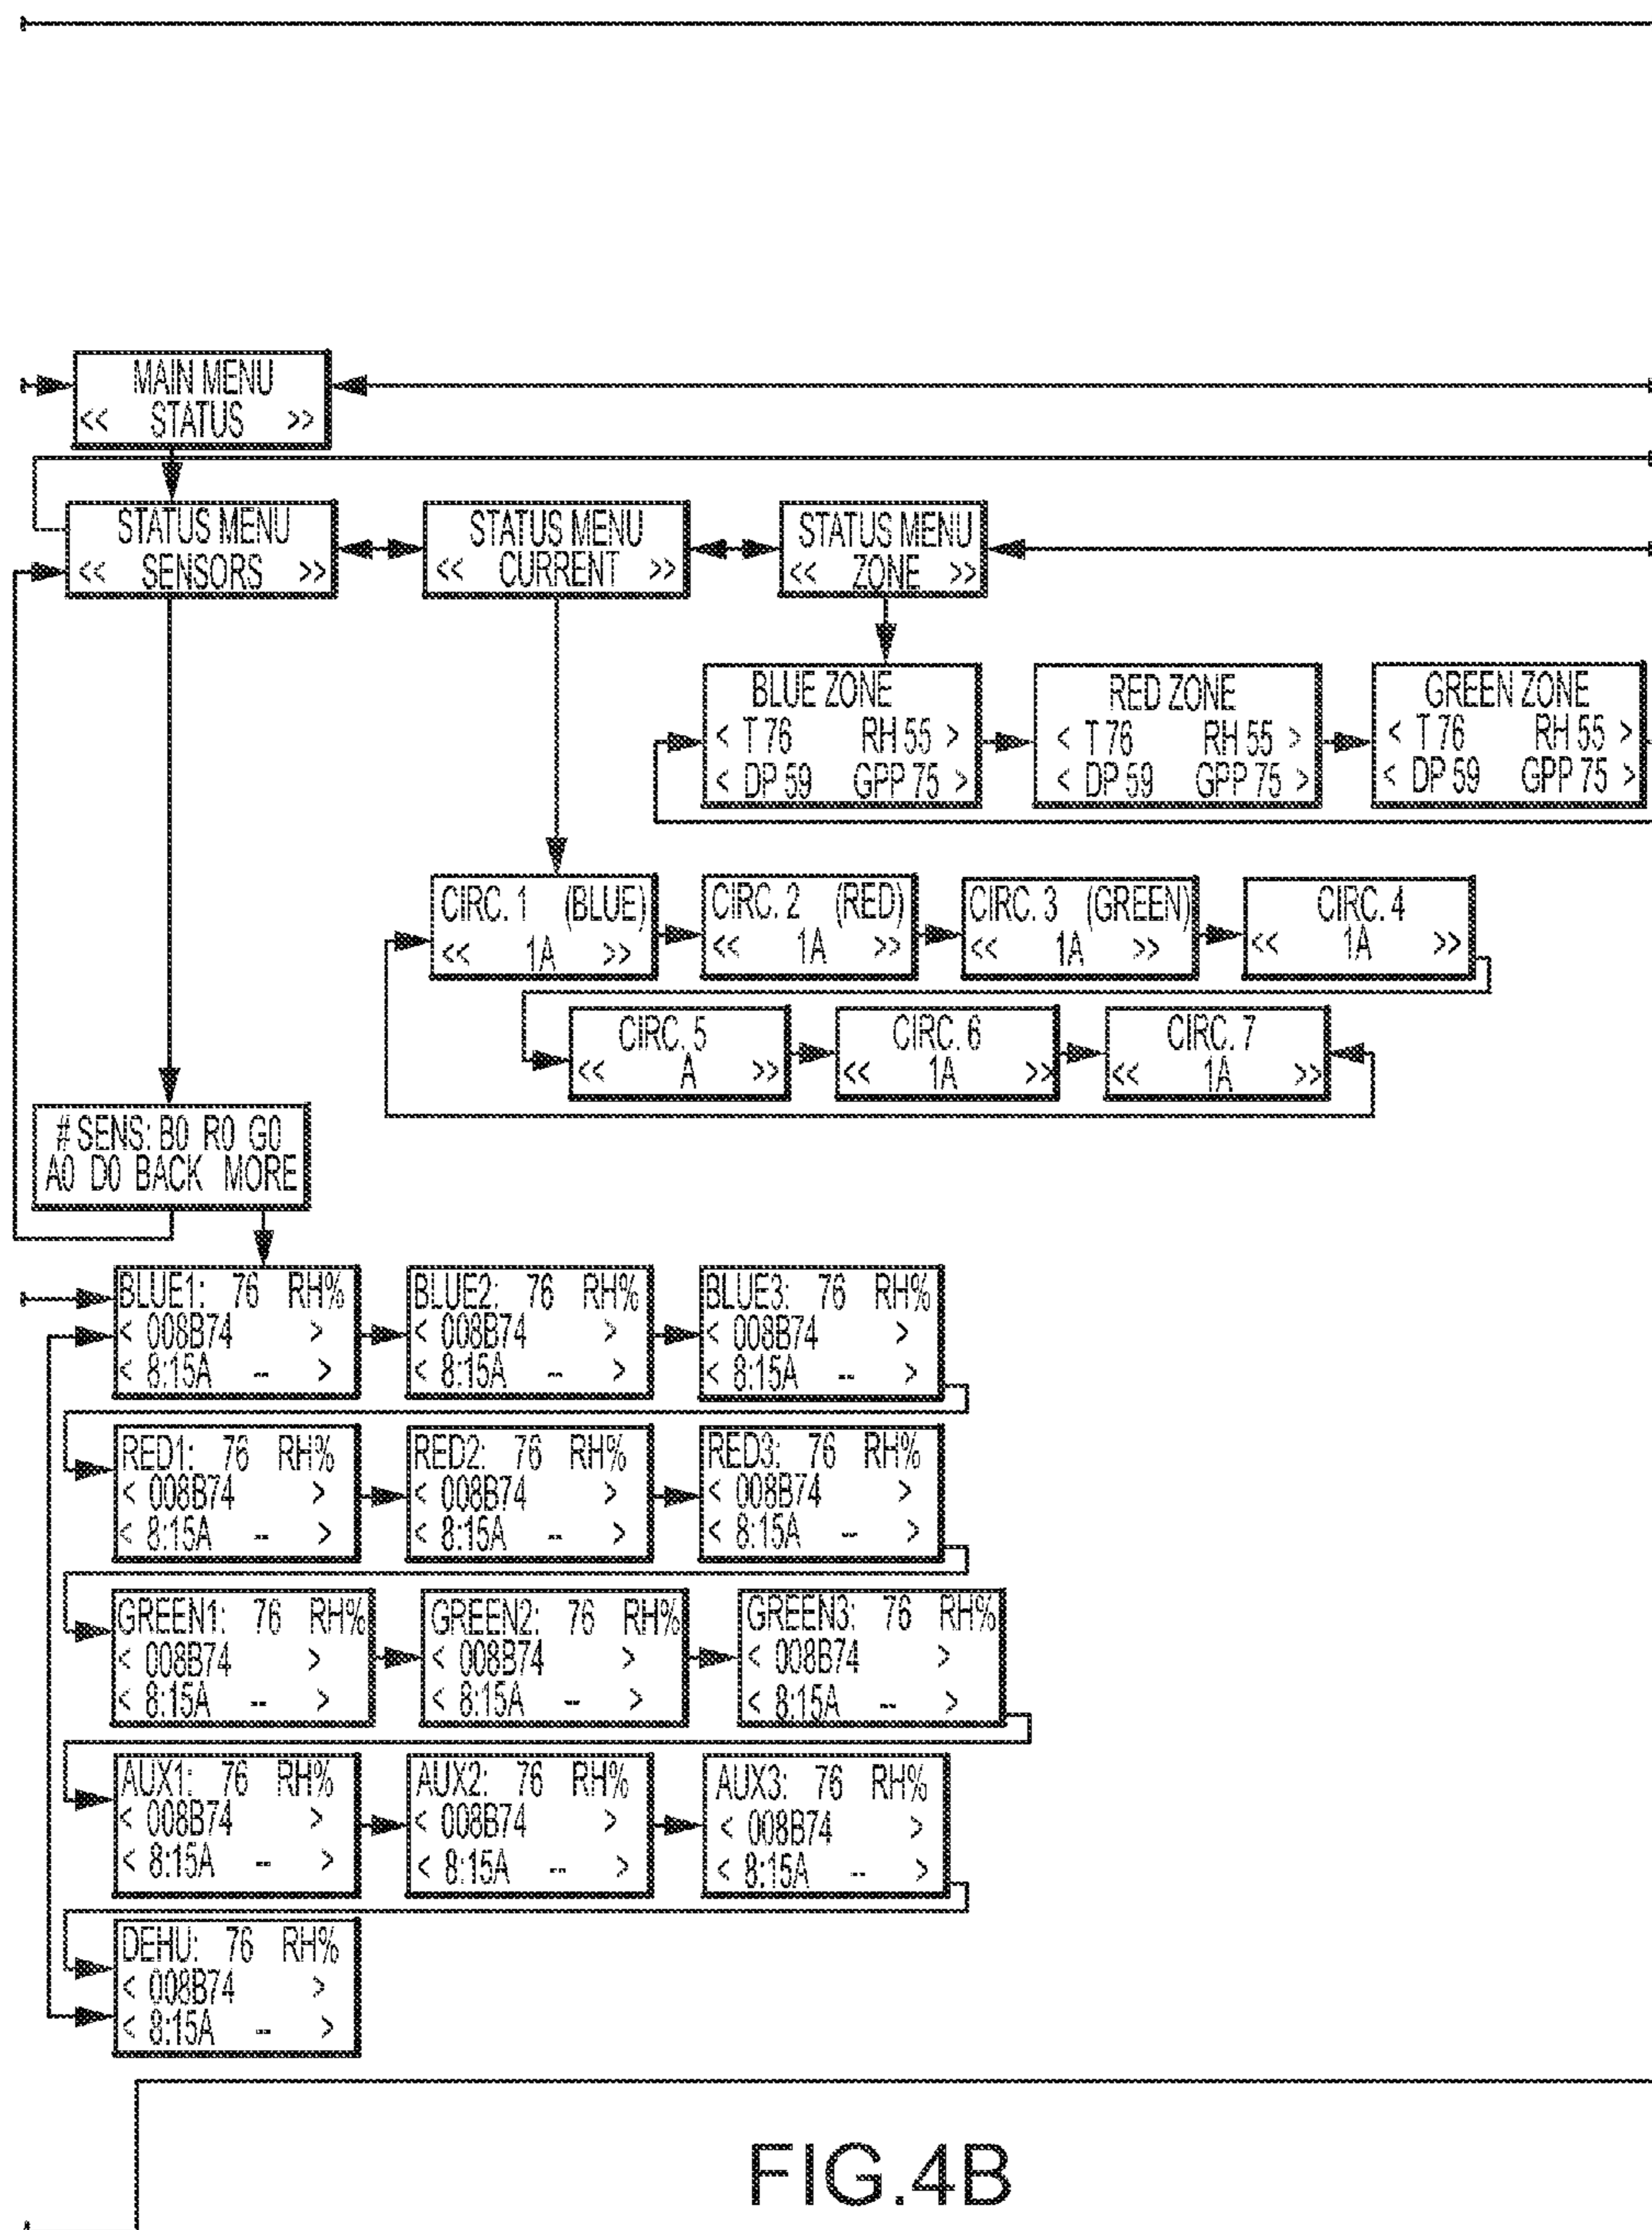 MAIN MENU
<< STATUS >>
STATUS MENU
<< SENSORS >>
STATUS MENU
<< CURRENT >>
STATUS MENU
<< ZONE >>
BLUE ZONE
< T 76 RH 55 >
< DP 59 GPP 75 >
RED ZONE
< T 76 RH 55 >
< DP 59 GPP 75 >
GREEN ZONE
< T 76 RH 55 >
< DP 59 GPP 75 >
CIRC. 1 (BLUE)
<< 1A >>
CIRC. 2 (RED)
<< 1A >>
CIRC. 3 (GREEN)
<< 1A >>
CIRC. 4
<< 1A >>
CIRC. 5
<< A >>
CIRC. 6
<< 1A >>
CIRC. 7
<< 1A >>
# SENS: B0 R0 G0
A0 D0 BACK MORE
BLUE1: 76 RH%
< 008B74 >
< 8:15A -- >
BLUE2: 76 RH%
< 008B74 >
< 8:15A -- >
BLUE3: 76 RH%
< 008B74 >
< 8:15A -- >
RED1: 76 RH%
< 008B74 >
< 8:15A -- >
RED2: 76 RH%
< 008B74 >
< 8:15A -- >
RED3: 76 RH%
< 008B74 >
< 8:15A -- >
GREEN1: 76 RH%
< 008B74 >
< 8:15A -- >
GREEN2: 76 RH%
< 008B74 >
< 8:15A -- >
GREEN3: 76 RH%
< 008B74 >
< 8:15A -- >
AUX1: 76 RH%
< 008B74 >
< 8:15A -- >
AUX2: 76 RH%
< 008B74 >
< 8:15A -- >
AUX3: 76 RH%
< 008B74 >
< 8:15A -- >
DEHU: 76 RH%
< 008B74 >
< 8:15A -- >
FIG.4B